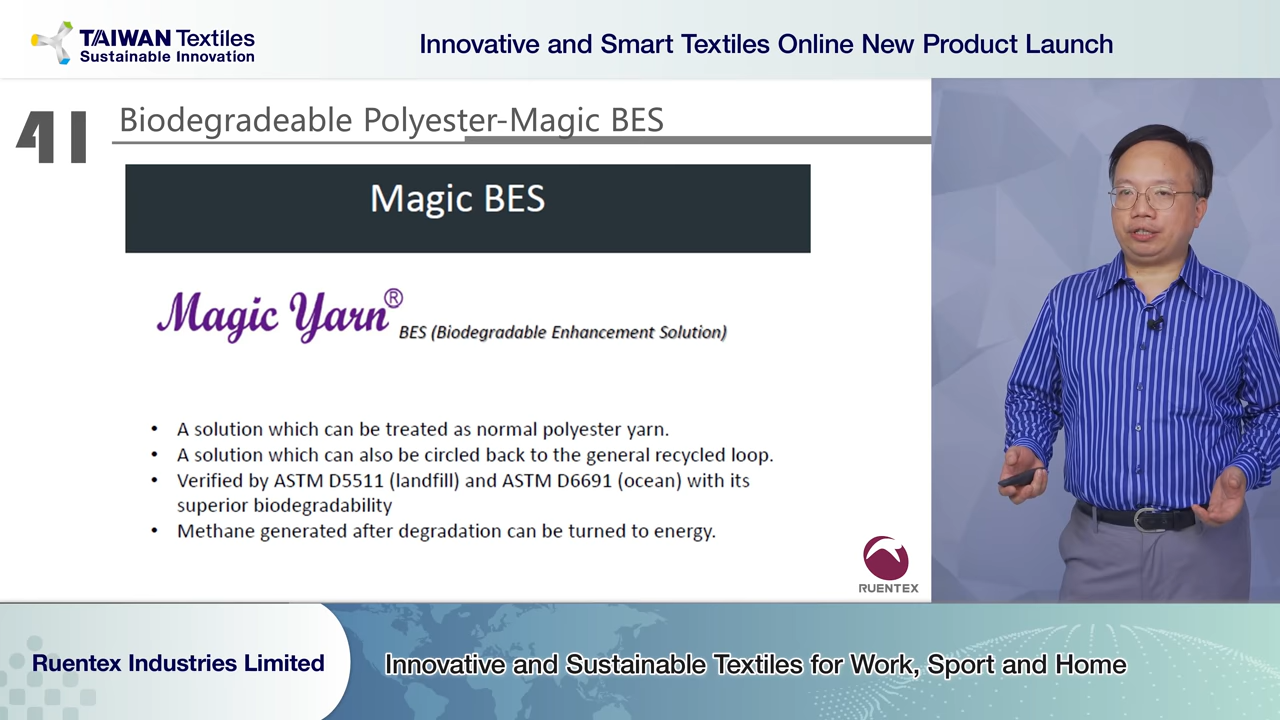 TAIWAN Textiles
Sustainable Innovation
Innovative and Smart Textiles Online New Product Launch
41
Biodegradeable Polyester-Magic BES
Magic BES
Magic Yarn®
BES (Biodegradable Enhancement Solution)
• A solution which can be treated as normal polyester yarn.
• A solution which can also be circled back to the general recycled loop.
• Verified by ASTM D5511 (landfill) and ASTM D6691 (ocean) with its
superior biodegradability
• Methane generated after degradation can be turned to energy.
RUENTEX
Ruentex Industries Limited
Innovative and Sustainable Textiles for Work, Sport and Home